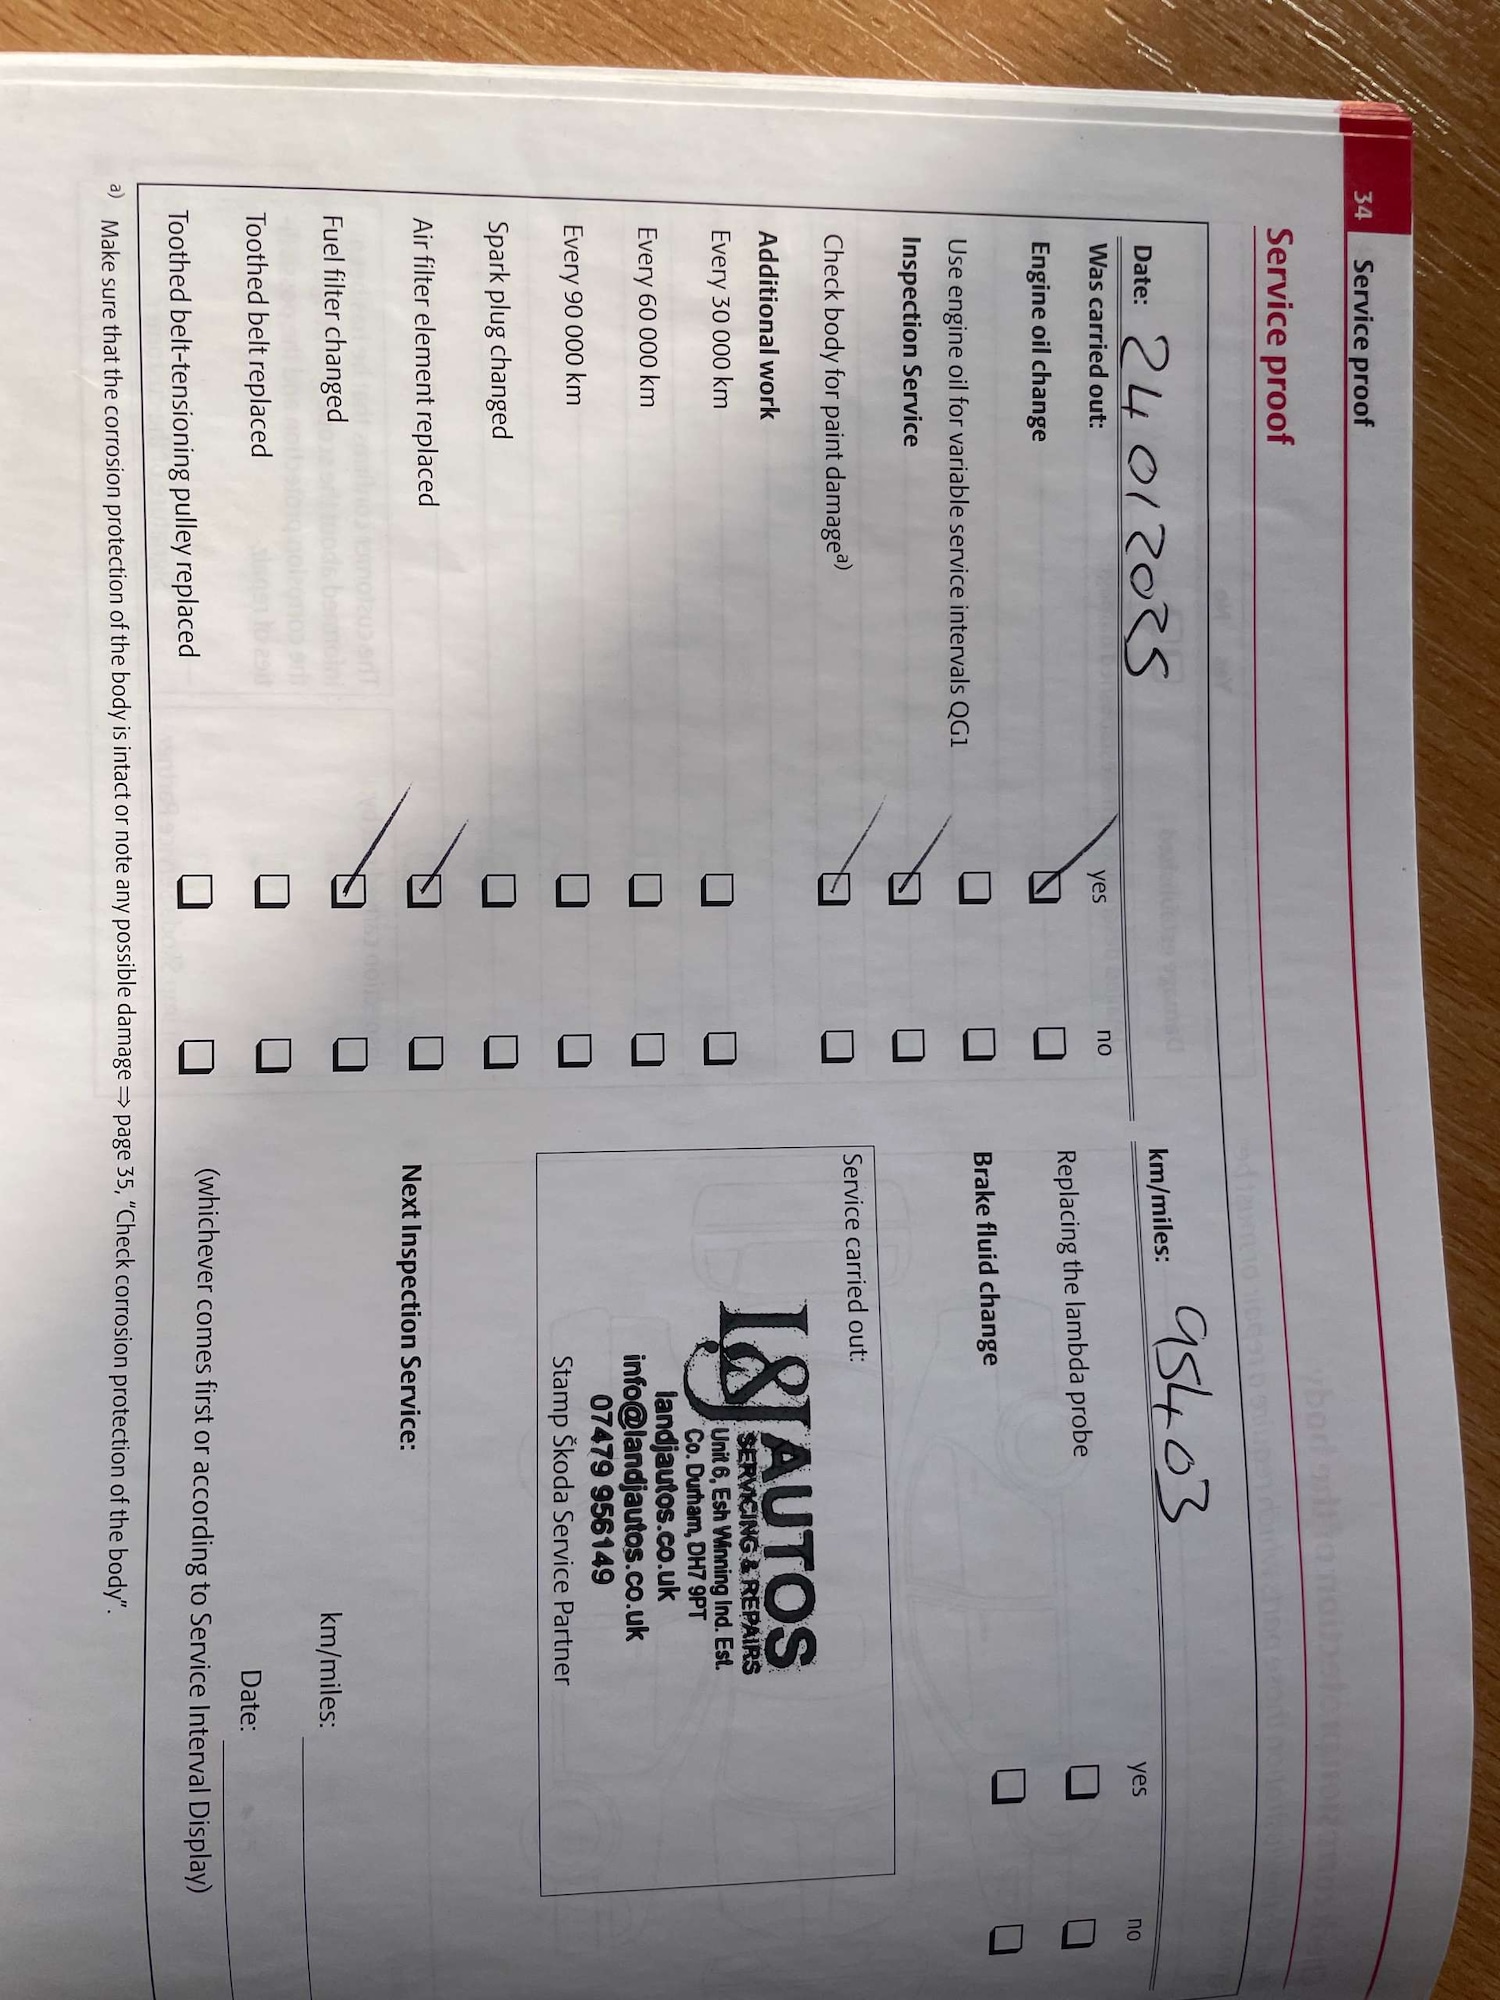 34 Service proof
Service proof
Date: 24 01 2025 km/miles: 95403
Was carried out: yes no
Engine oil change
Use engine oil for variable service intervals QG1
Inspection Service
Check body for paint damage a)
Additional work
Every 30 000 km
Every 60 000 km
Every 90 000 km
Spark plug changed
Air filter element replaced
Fuel filter changed
Toothed belt replaced
Toothed belt-tensioning pulley replaced
yes no
Replacing the lambda probe
Brake fluid change
Service carried out:
L&J AUTOS
SERVICING & REPAIRS
Unit 6, Esh Winning Ind. Est.
Co. Durham, DH7 9PT
landjautos.co.uk
info@landjautos.co.uk
07479 956149
Stamp Škoda Service Partner
Next Inspection Service:
km/miles:
Date:
(whichever comes first or according to Service Interval Display)
a) Make sure that the corrosion protection of the body is intact or note any possible damage ⇒ page 35, “Check corrosion protection of the body”.